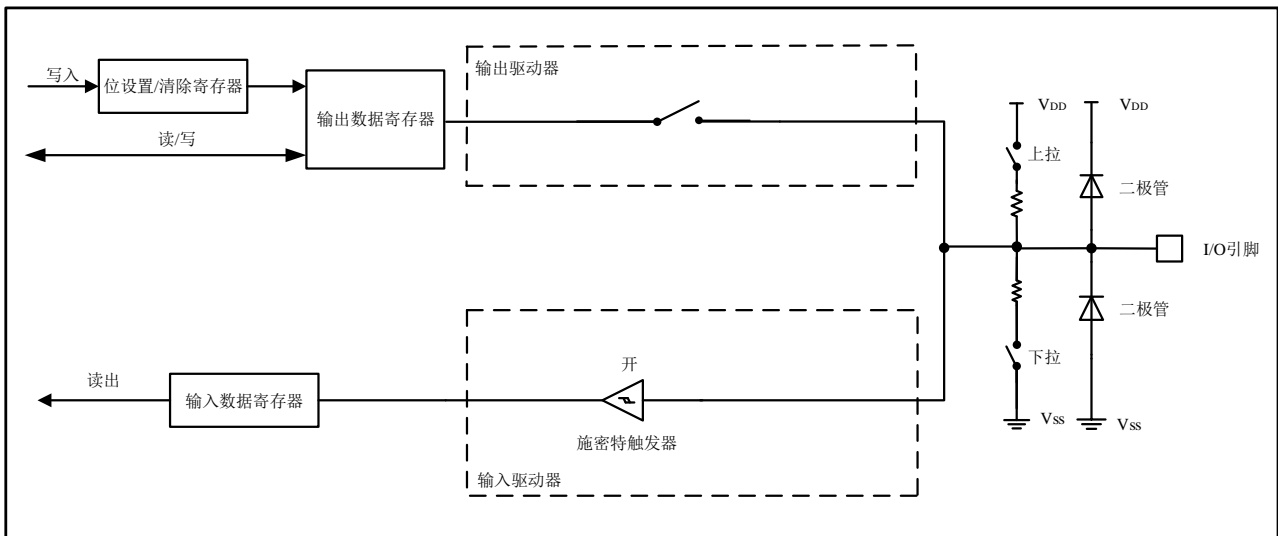 写入
位设置/清除寄存器
读/写
输出数据寄存器
输出驱动器
VDD
VDD
上拉
二极管
I/O引脚
二极管
下拉
VSS
VSS
开
施密特触发器
输入驱动器
读出
输入数据寄存器